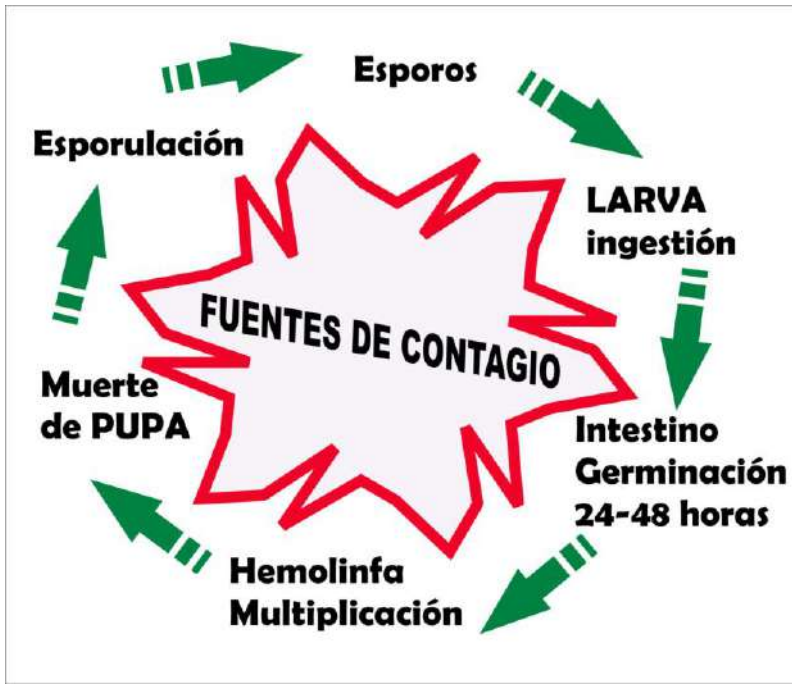 Esporos
LARVA
ingestión
Intestino
Germinación
24-48 horas
Hemolinfa
Multiplicación
Muerte
de PUPA
Esporulación
FUENTES DE CONTAGIO